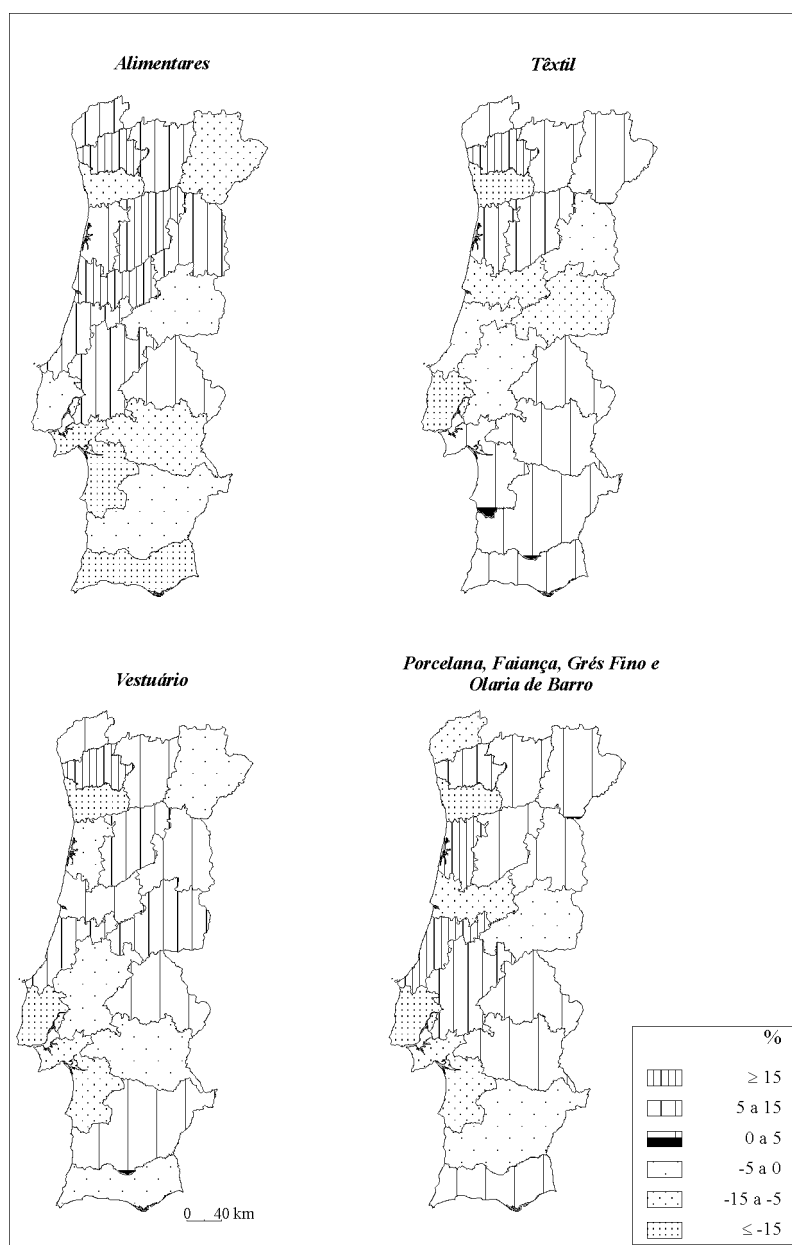 Alimentares
Têxtil
Vestuário
Porcelana, Faiança, Grés Fino e
Olaria de Barro
%
≥ 15
5 a 15
0 a 5
-5 a 0
-15 a -5
≤ -15
0 40 km